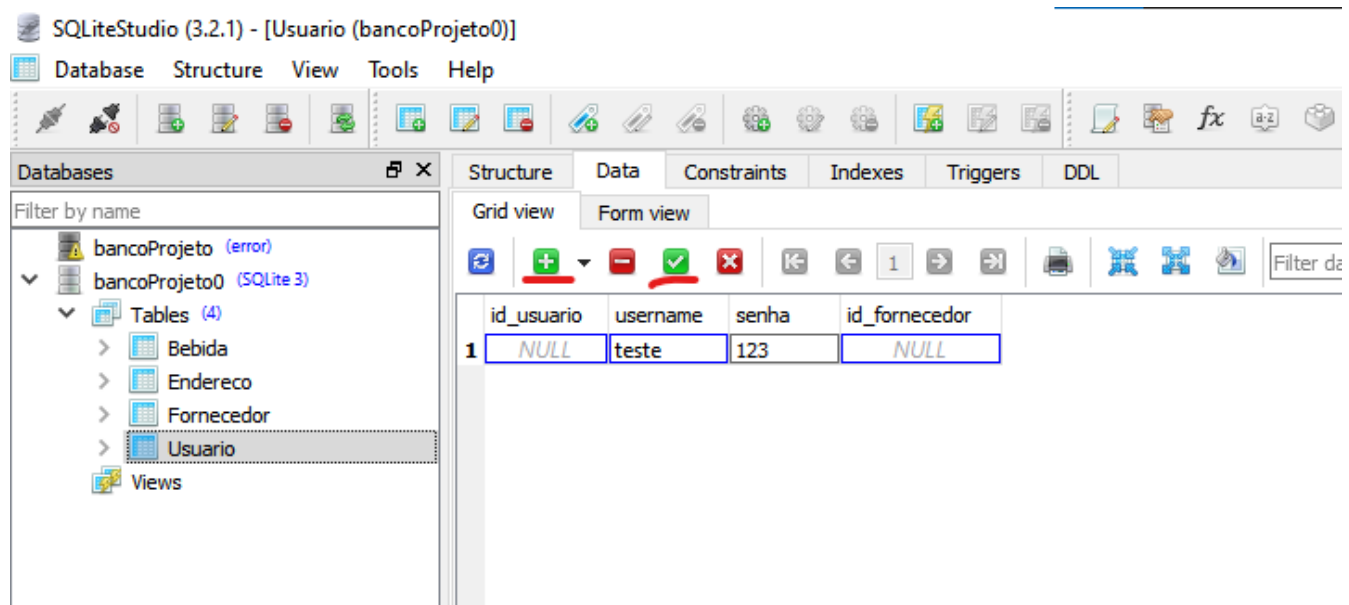 SQLiteStudio (3.2.1) - [Usuario (bancoProjeto0)]
Database Structure View Tools Help
Databases
Filter by name
bancoProjeto (error)
bancoProjeto0 (SQLite 3)
Tables (4)
Bebida
Endereco
Fornecedor
Usuario
Views
Structure Data Constraints Indexes Triggers DDL
Grid view Form view
1 Filter da
id_usuario username senha id_fornecedor
1 NULL teste 123 NULL
fx a·z